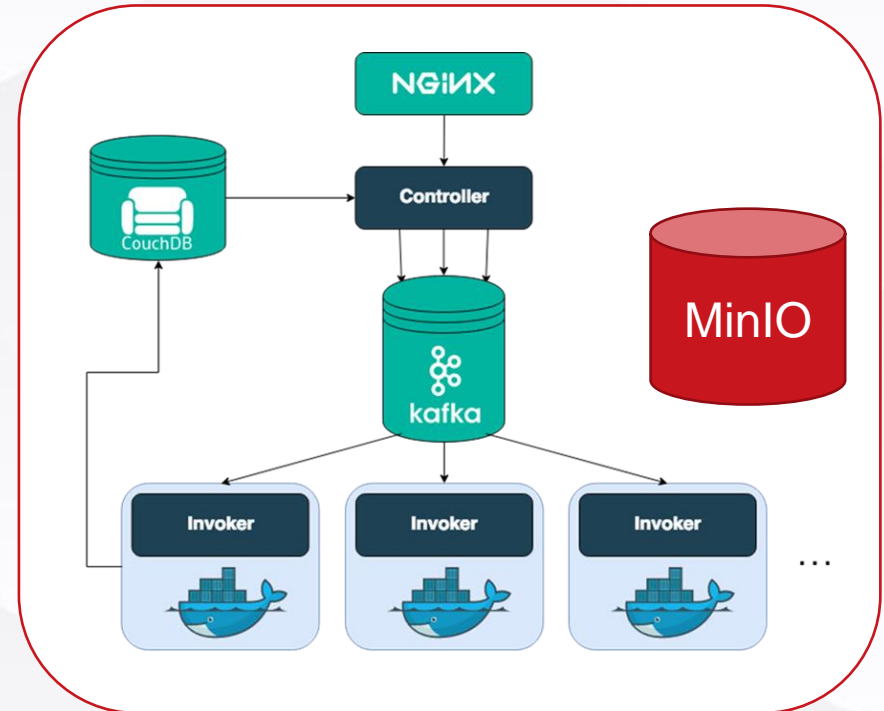 NGINX
Controller
CouchDB
MinIO
kafka
Invoker
Invoker
Invoker
...